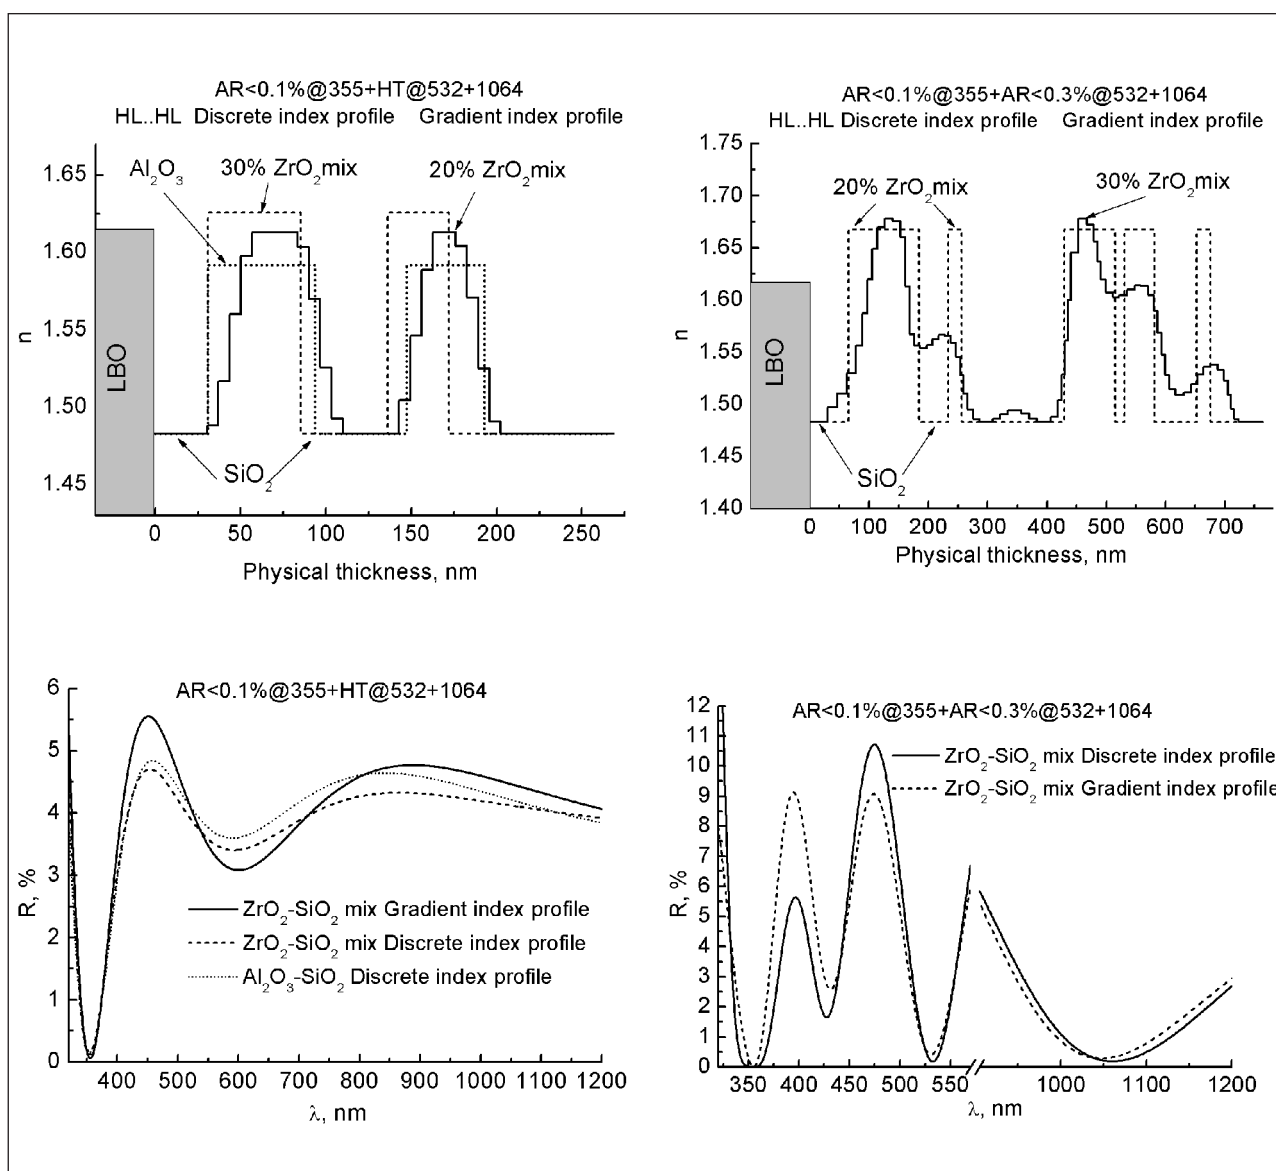 AR<0.1%@355+HT@532+1064
HL..HL Discrete index profile Gradient index profile
Al2O3 30% ZrO2mix 20% ZrO2mix
1.65
1.60
1.55
1.50
1.45
n
LBO
SiO2
0 50 100 150 200 250
Physical thickness, nm
AR<0.1%@355+AR<0.3%@532+1064
HL..HL Discrete index profile Gradient index profile
20% ZrO2mix 30% ZrO2mix
1.75
1.70
1.65
1.60
1.55
1.50
1.45
1.40
n
LBO
SiO2
0 100 200 300 400 500 600 700
Physical thickness, nm
AR<0.1%@355+HT@532+1064
6
5
4
3
2
1
0
R, %
ZrO2-SiO2 mix Gradient index profile
ZrO2-SiO2 mix Discrete index profile
Al2O3-SiO2 Discrete index profile
400 500 600 700 800 900 1000 1100 1200
λ, nm
AR<0.1%@355+AR<0.3%@532+1064
ZrO2-SiO2 mix Discrete index profile
ZrO2-SiO2 mix Gradient index profile
12
11
10
9
8
7
6
5
4
3
2
1
0
R, %
350 400 450 500 550 1000 1200
λ, nm